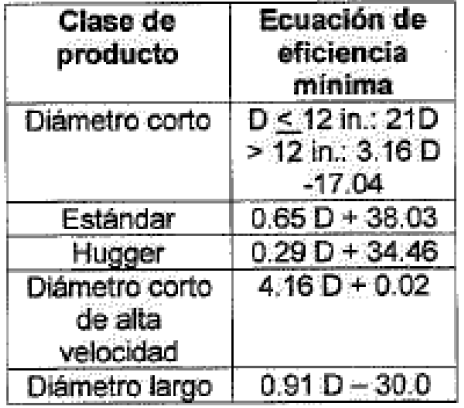 Clase de
producto
Ecuación de
eficiencia
mínima
Diámetro corto
D ≤ 12 in.: 21D
> 12 in.: 3.16 D
-17.04
Estándar
0.65 D + 38.03
Hugger
0.29 D + 34.46
Diámetro corto
de alta
velocidad
4.16 D + 0.02
Diámetro largo
0.91 D – 30.0